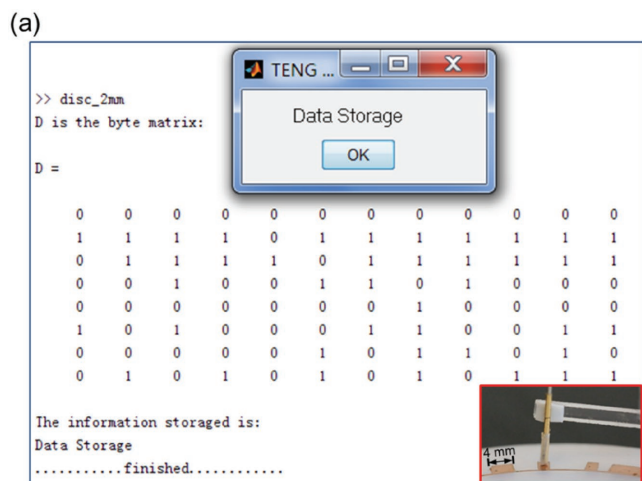 (a)
TENG ...
Data Storage
OK
>> disc_2mm
D is the byte matrix:
D =
0 0 0 0 0 0 0 0 0 0 0 0
1 1 1 1 0 1 1 1 1 1 1 1
0 1 1 1 1 0 1 1 1 1 1 1
0 0 1 0 0 1 1 0 1 0 0 0
0 0 0 0 0 0 0 1 0 0 0 0
1 0 1 0 0 0 1 1 0 0 1 1
0 0 0 0 0 1 0 1 1 0 1 0
0 1 0 1 0 1 0 1 0 1 1 1
The information storaged is:
Data Storage
...........finished............
4 mm